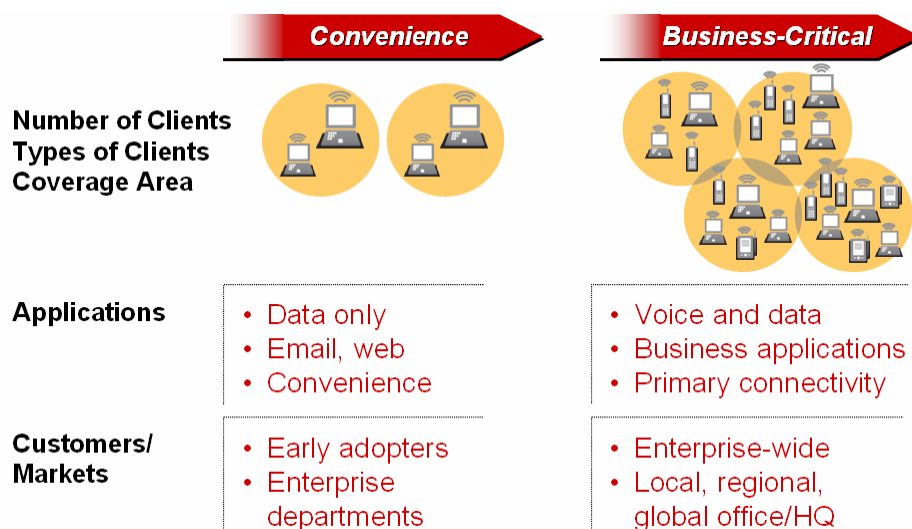 Convenience
Business-Critical
Number of Clients
Types of Clients
Coverage Area
Applications
• Data only
• Email, web
• Convenience
• Voice and data
• Business applications
• Primary connectivity
Customers/
Markets
• Early adopters
• Enterprise
departments
• Enterprise-wide
• Local, regional,
global office/HQ